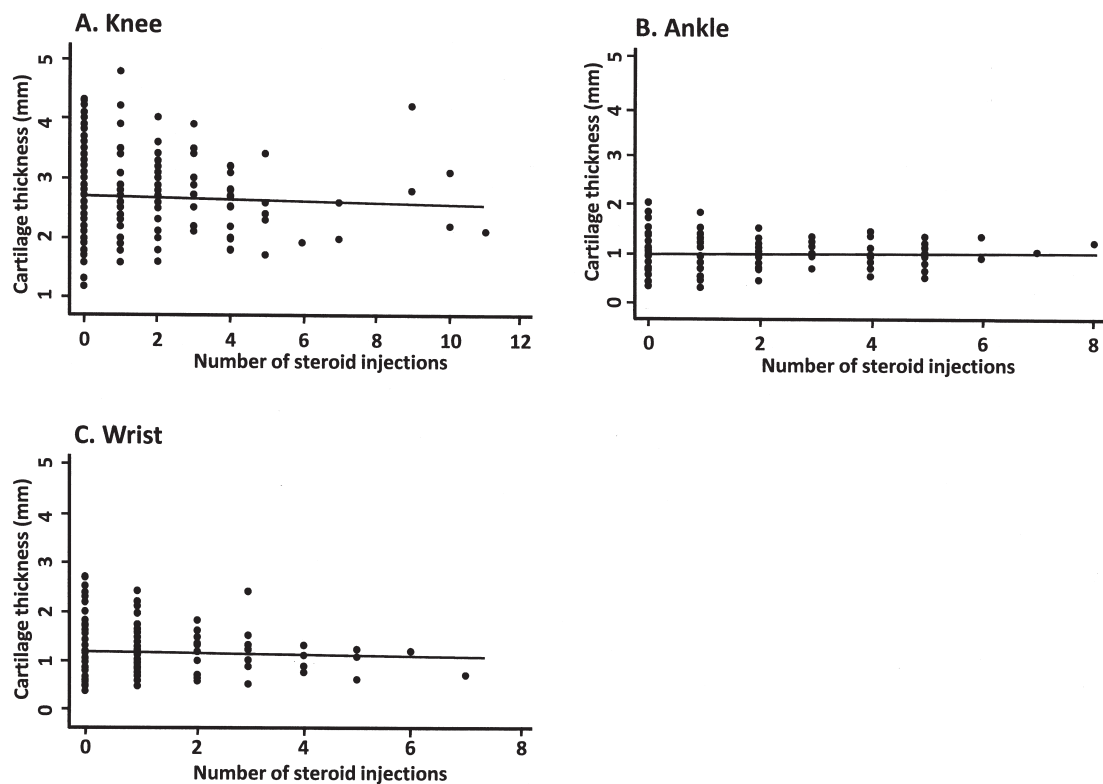 A. Knee
Cartilage thickness (mm)
5
4
3
2
1
0 2 4 6 8 10 12
Number of steroid injections
B. Ankle
Cartilage thickness (mm)
5
4
3
2
1
0
0 2 4 6 8
Number of steroid injections
C. Wrist
Cartilage thickness (mm)
5
4
3
2
1
0
0 2 4 6 8
Number of steroid injections